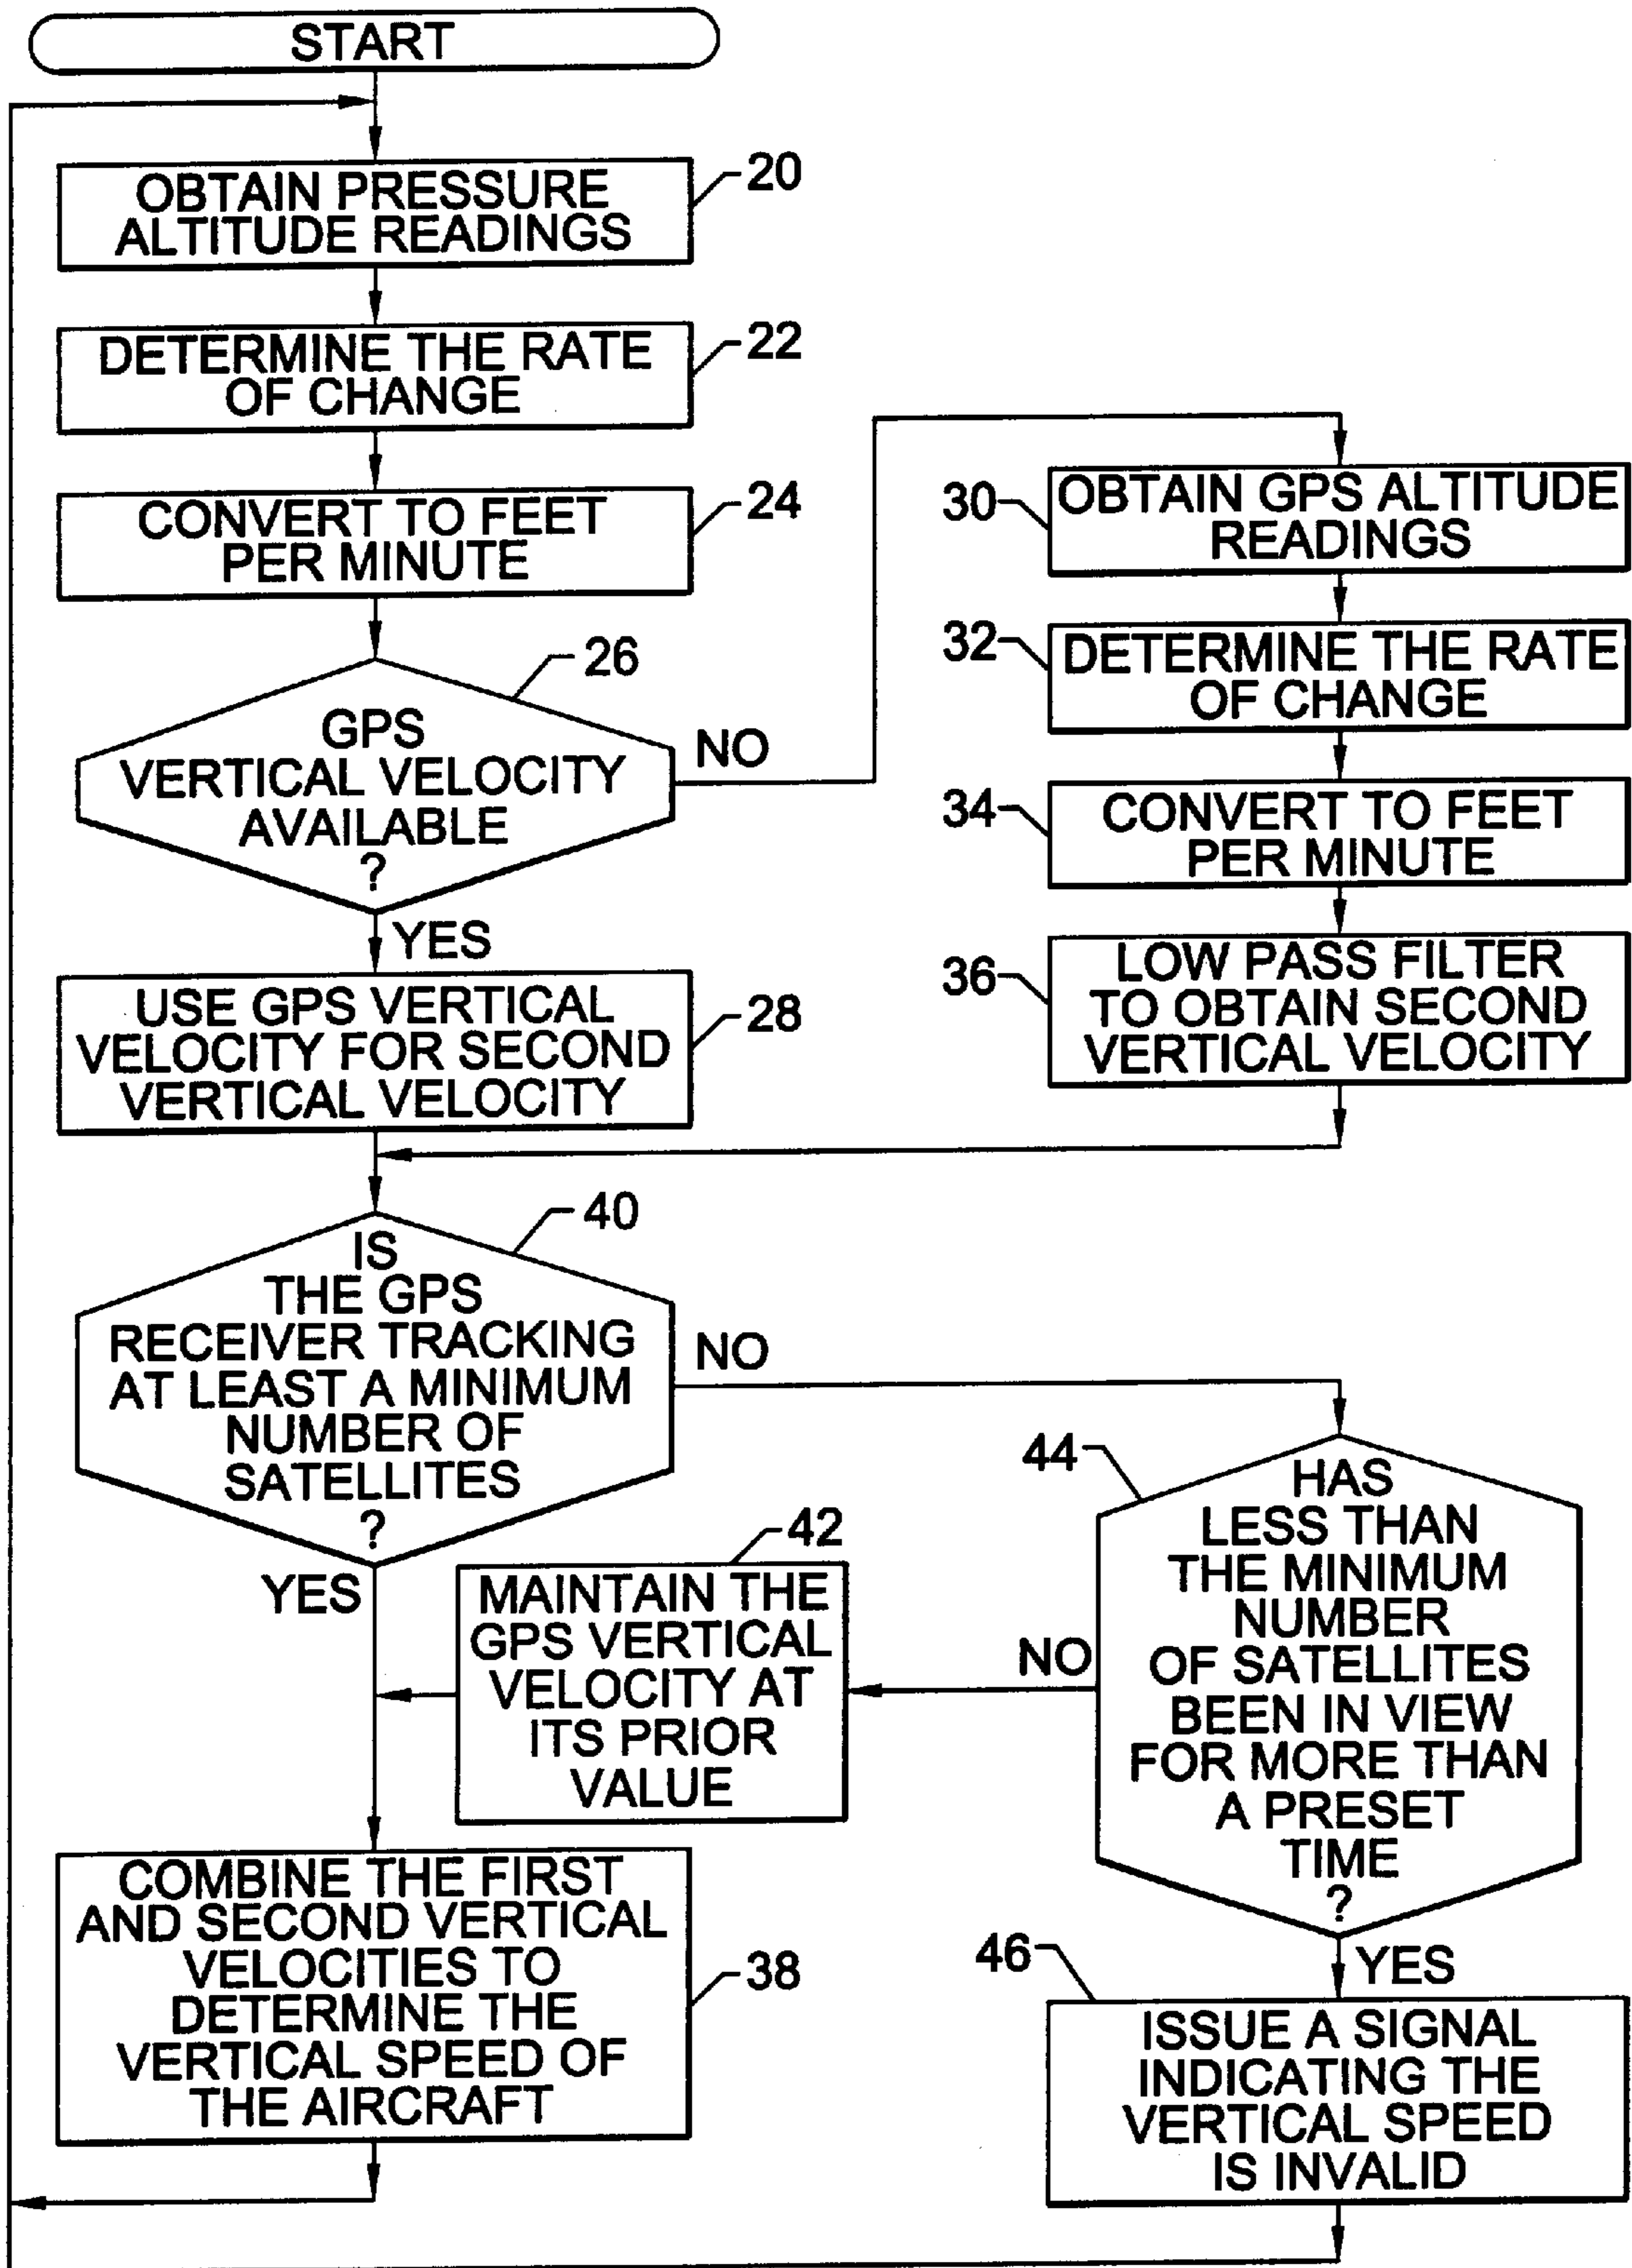 START
OBTAIN PRESSURE
ALTITUDE READINGS
20
DETERMINE THE RATE
OF CHANGE
22
CONVERT TO FEET
PER MINUTE
24
GPS
VERTICAL VELOCITY
AVAILABLE
?
26
NO
YES
USE GPS VERTICAL
VELOCITY FOR SECOND
VERTICAL VELOCITY
28
30
OBTAIN GPS ALTITUDE
READINGS
32
DETERMINE THE RATE
OF CHANGE
34
CONVERT TO FEET
PER MINUTE
36
LOW PASS FILTER
TO OBTAIN SECOND
VERTICAL VELOCITY
40
IS
THE GPS
RECEIVER TRACKING
AT LEAST A MINIMUM
NUMBER OF
SATELLITES
?
NO
YES
44
HAS
LESS THAN
THE MINIMUM
NUMBER
OF SATELLITES
BEEN IN VIEW
FOR MORE THAN
A PRESET
TIME
?
NO
YES
42
MAINTAIN THE
GPS VERTICAL
VELOCITY AT
ITS PRIOR
VALUE
COMBINE THE FIRST
AND SECOND VERTICAL
VELOCITIES TO
DETERMINE THE
VERTICAL SPEED OF
THE AIRCRAFT
38
46
ISSUE A SIGNAL
INDICATING THE
VERTICAL SPEED
IS INVALID